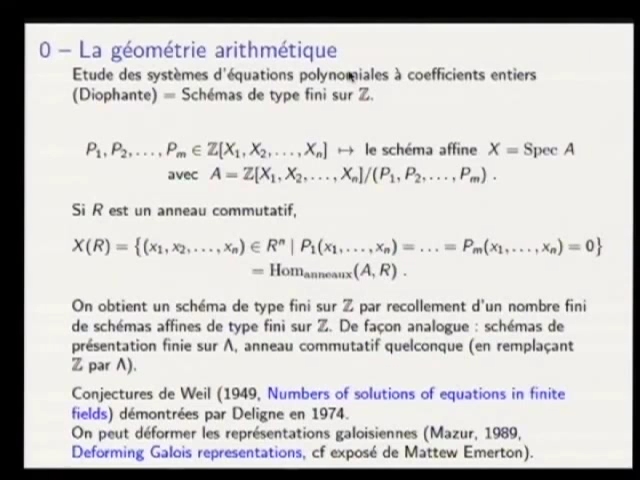 0 – La géométrie arithmétique
Etude des systèmes d'équations polynomiales à coefficients entiers
(Diophante) = Schémas de type fini sur ℤ.
P₁, P₂, . . . , Pₘ ∈ ℤ[X₁, X₂, . . . , Xₙ] ↦ le schéma affine X = Spec A
avec A = ℤ[X₁, X₂, . . . , Xₙ]/(P₁, P₂, . . . , Pₘ) .
Si R est un anneau commutatif,
X(R) = {(x₁, x₂, . . . , xₙ) ∈ Rⁿ | P₁(x₁, . . . , xₙ) = . . . = Pₘ(x₁, . . . , xₙ) = 0}
= Hom_anneaux(A, R) .
On obtient un schéma de type fini sur ℤ par recollement d'un nombre fini
de schémas affines de type fini sur ℤ. De façon analogue : schémas de
présentation finie sur Λ, anneau commutatif quelconque (en remplaçant
ℤ par Λ).
Conjectures de Weil (1949, Numbers of solutions of equations in finite
fields) démontrées par Deligne en 1974.
On peut déformer les représentations galoisiennes (Mazur, 1989,
Deforming Galois representations, cf exposé de Mattew Emerton).